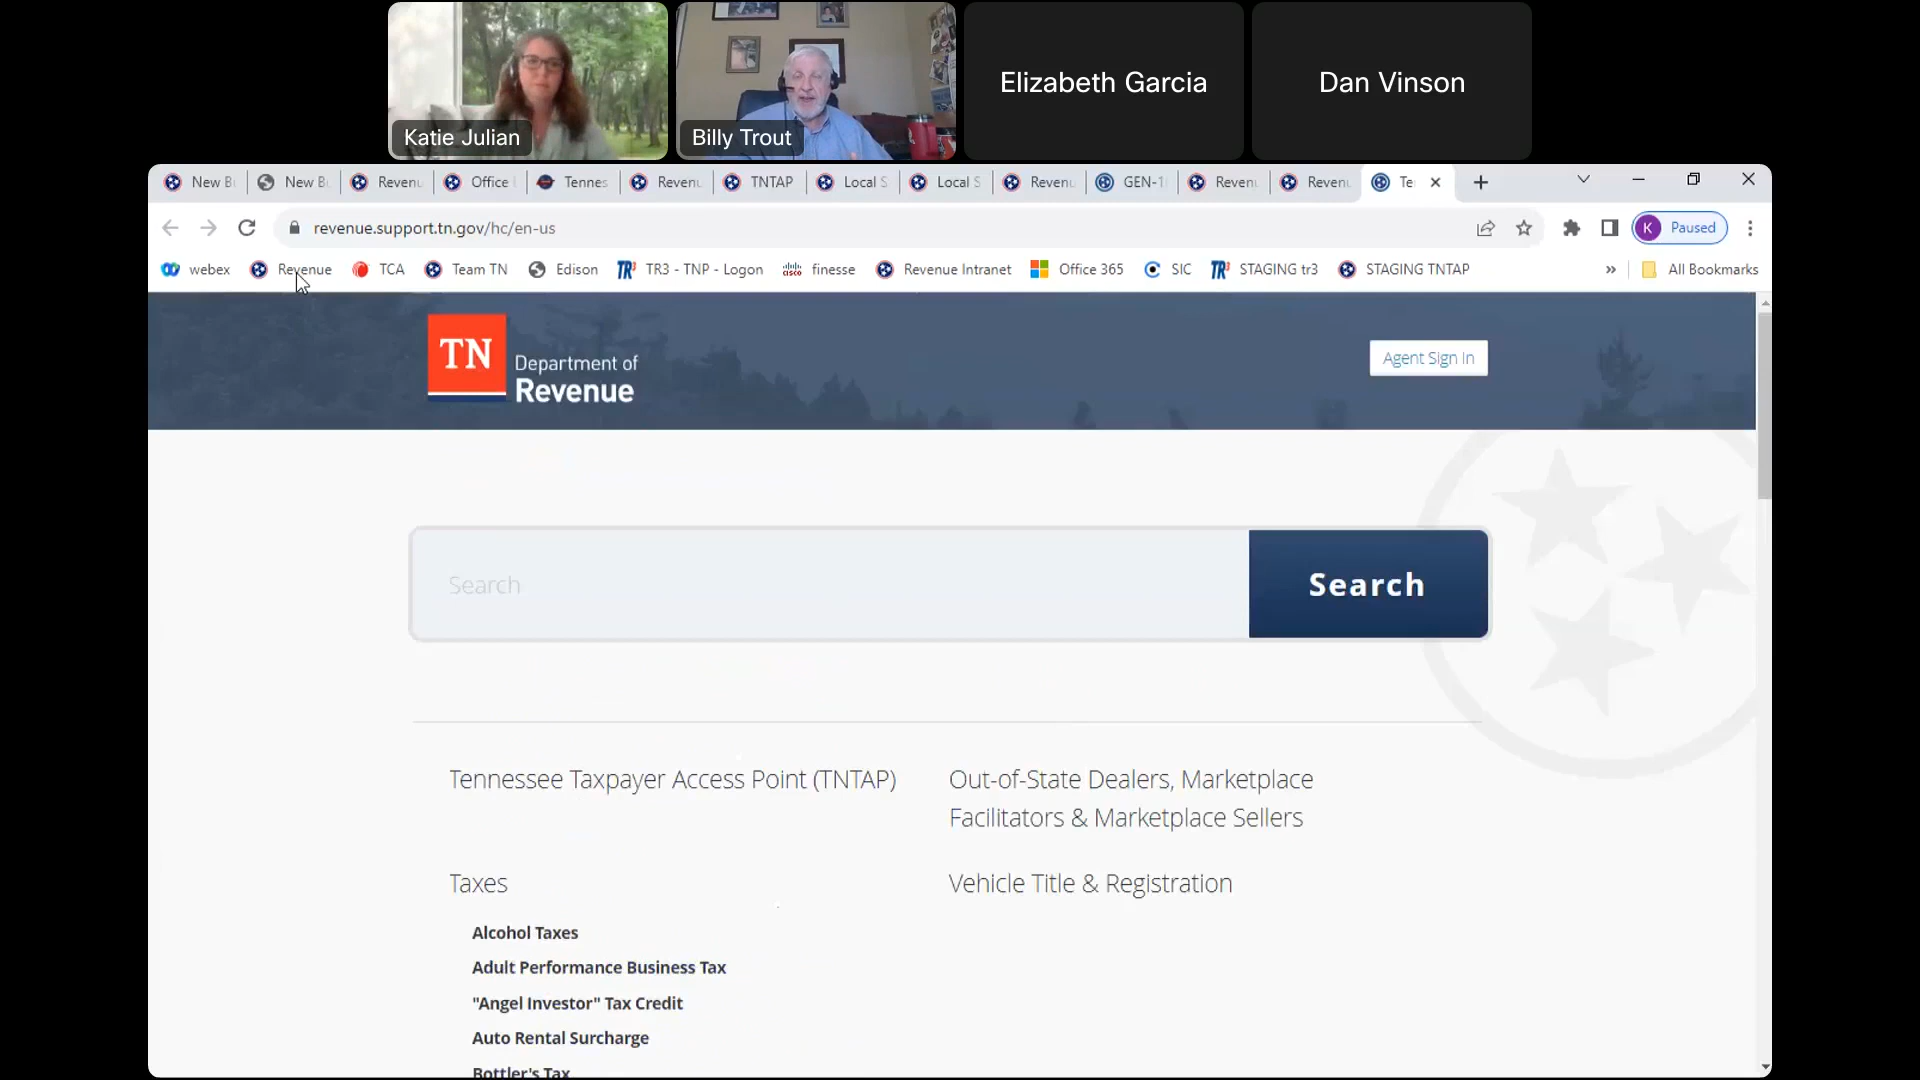 Katie Julian
Billy Trout
Elizabeth Garcia
Dan Vinson
New B
New B
Revenu
Office
Tennes
Revenu
TNTAP
Local S
Local S
Revenu
GEN-1
Revenu
Revenu
Te
revenue.support.tn.gov/hc/en-us
K
Paused
webex
Revenue
TCA
Team TN
Edison
TR3 - TNP - Logon
finesse
Revenue Intranet
Office 365
SIC
STAGING tr3
STAGING TNTAP
»
All Bookmarks
TN
Department of
Revenue
Agent Sign In
Search
Search
Tennessee Taxpayer Access Point (TNTAP)
Out-of-State Dealers, Marketplace
Facilitators & Marketplace Sellers
Taxes
Vehicle Title & Registration
Alcohol Taxes
Adult Performance Business Tax
"Angel Investor" Tax Credit
Auto Rental Surcharge
Bottler's Tax